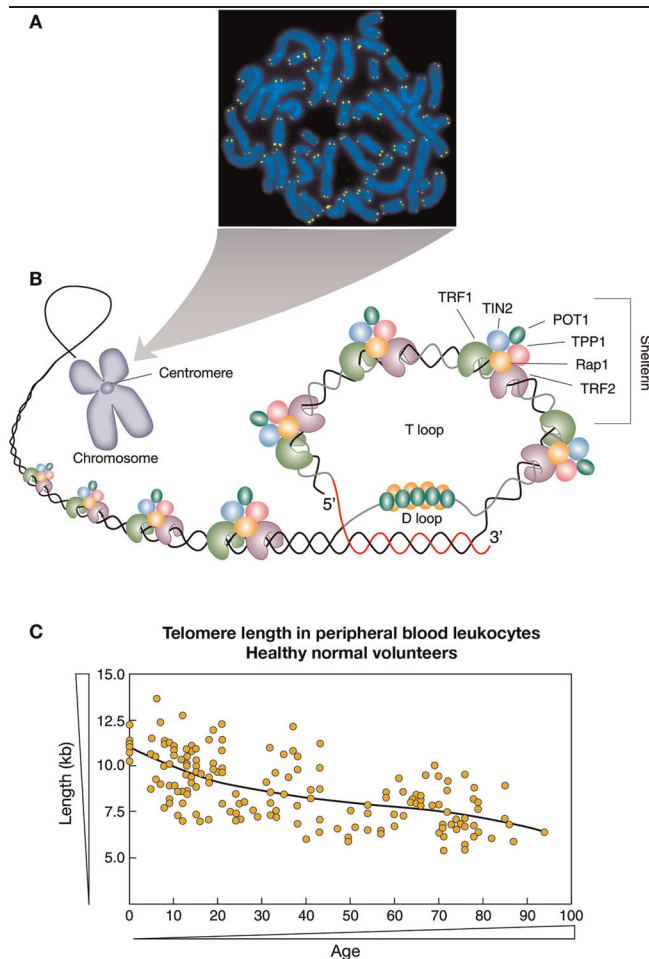 A
B
TRF1
TIN2
POT1
TPP1
Rap1
TRF2
Shelterin
Centromere
Chromosome
T loop
5’
D loop
3’
C
Telomere length in peripheral blood leukocytes
Healthy normal volunteers
Length (kb)
15.0
12.5
10.0
7.5
5.0
0 10 20 30 40 50 60 70 80 90 100
Age